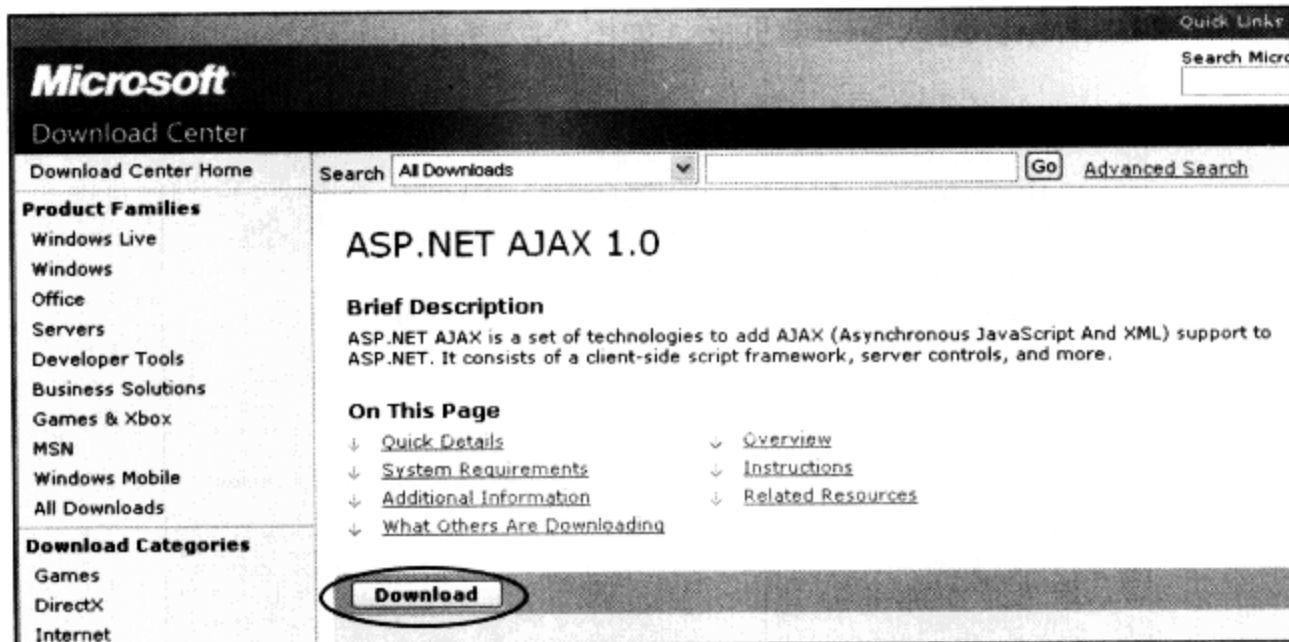 Quick Links
Microsoft
Search Micro
Download Center
Download Center Home
Search All Downloads Go Advanced Search
Product Families
Windows Live
Windows
Office
Servers
Developer Tools
Business Solutions
Games & Xbox
MSN
Windows Mobile
All Downloads
Download Categories
Games
DirectX
Internet
ASP.NET AJAX 1.0
Brief Description
ASP.NET AJAX is a set of technologies to add AJAX (Asynchronous JavaScript And XML) support to
ASP.NET. It consists of a client-side script framework, server controls, and more.
On This Page
Quick Details
Overview
System Requirements
Instructions
Additional Information
Related Resources
What Others Are Downloading
Download